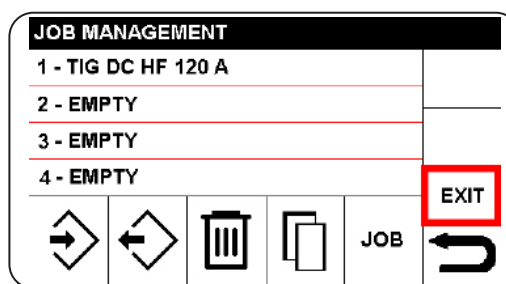 JOB MANAGEMENT
1 - TIG DC HF 120 A
2 - EMPTY
3 - EMPTY
4 - EMPTY
EXIT
JOB